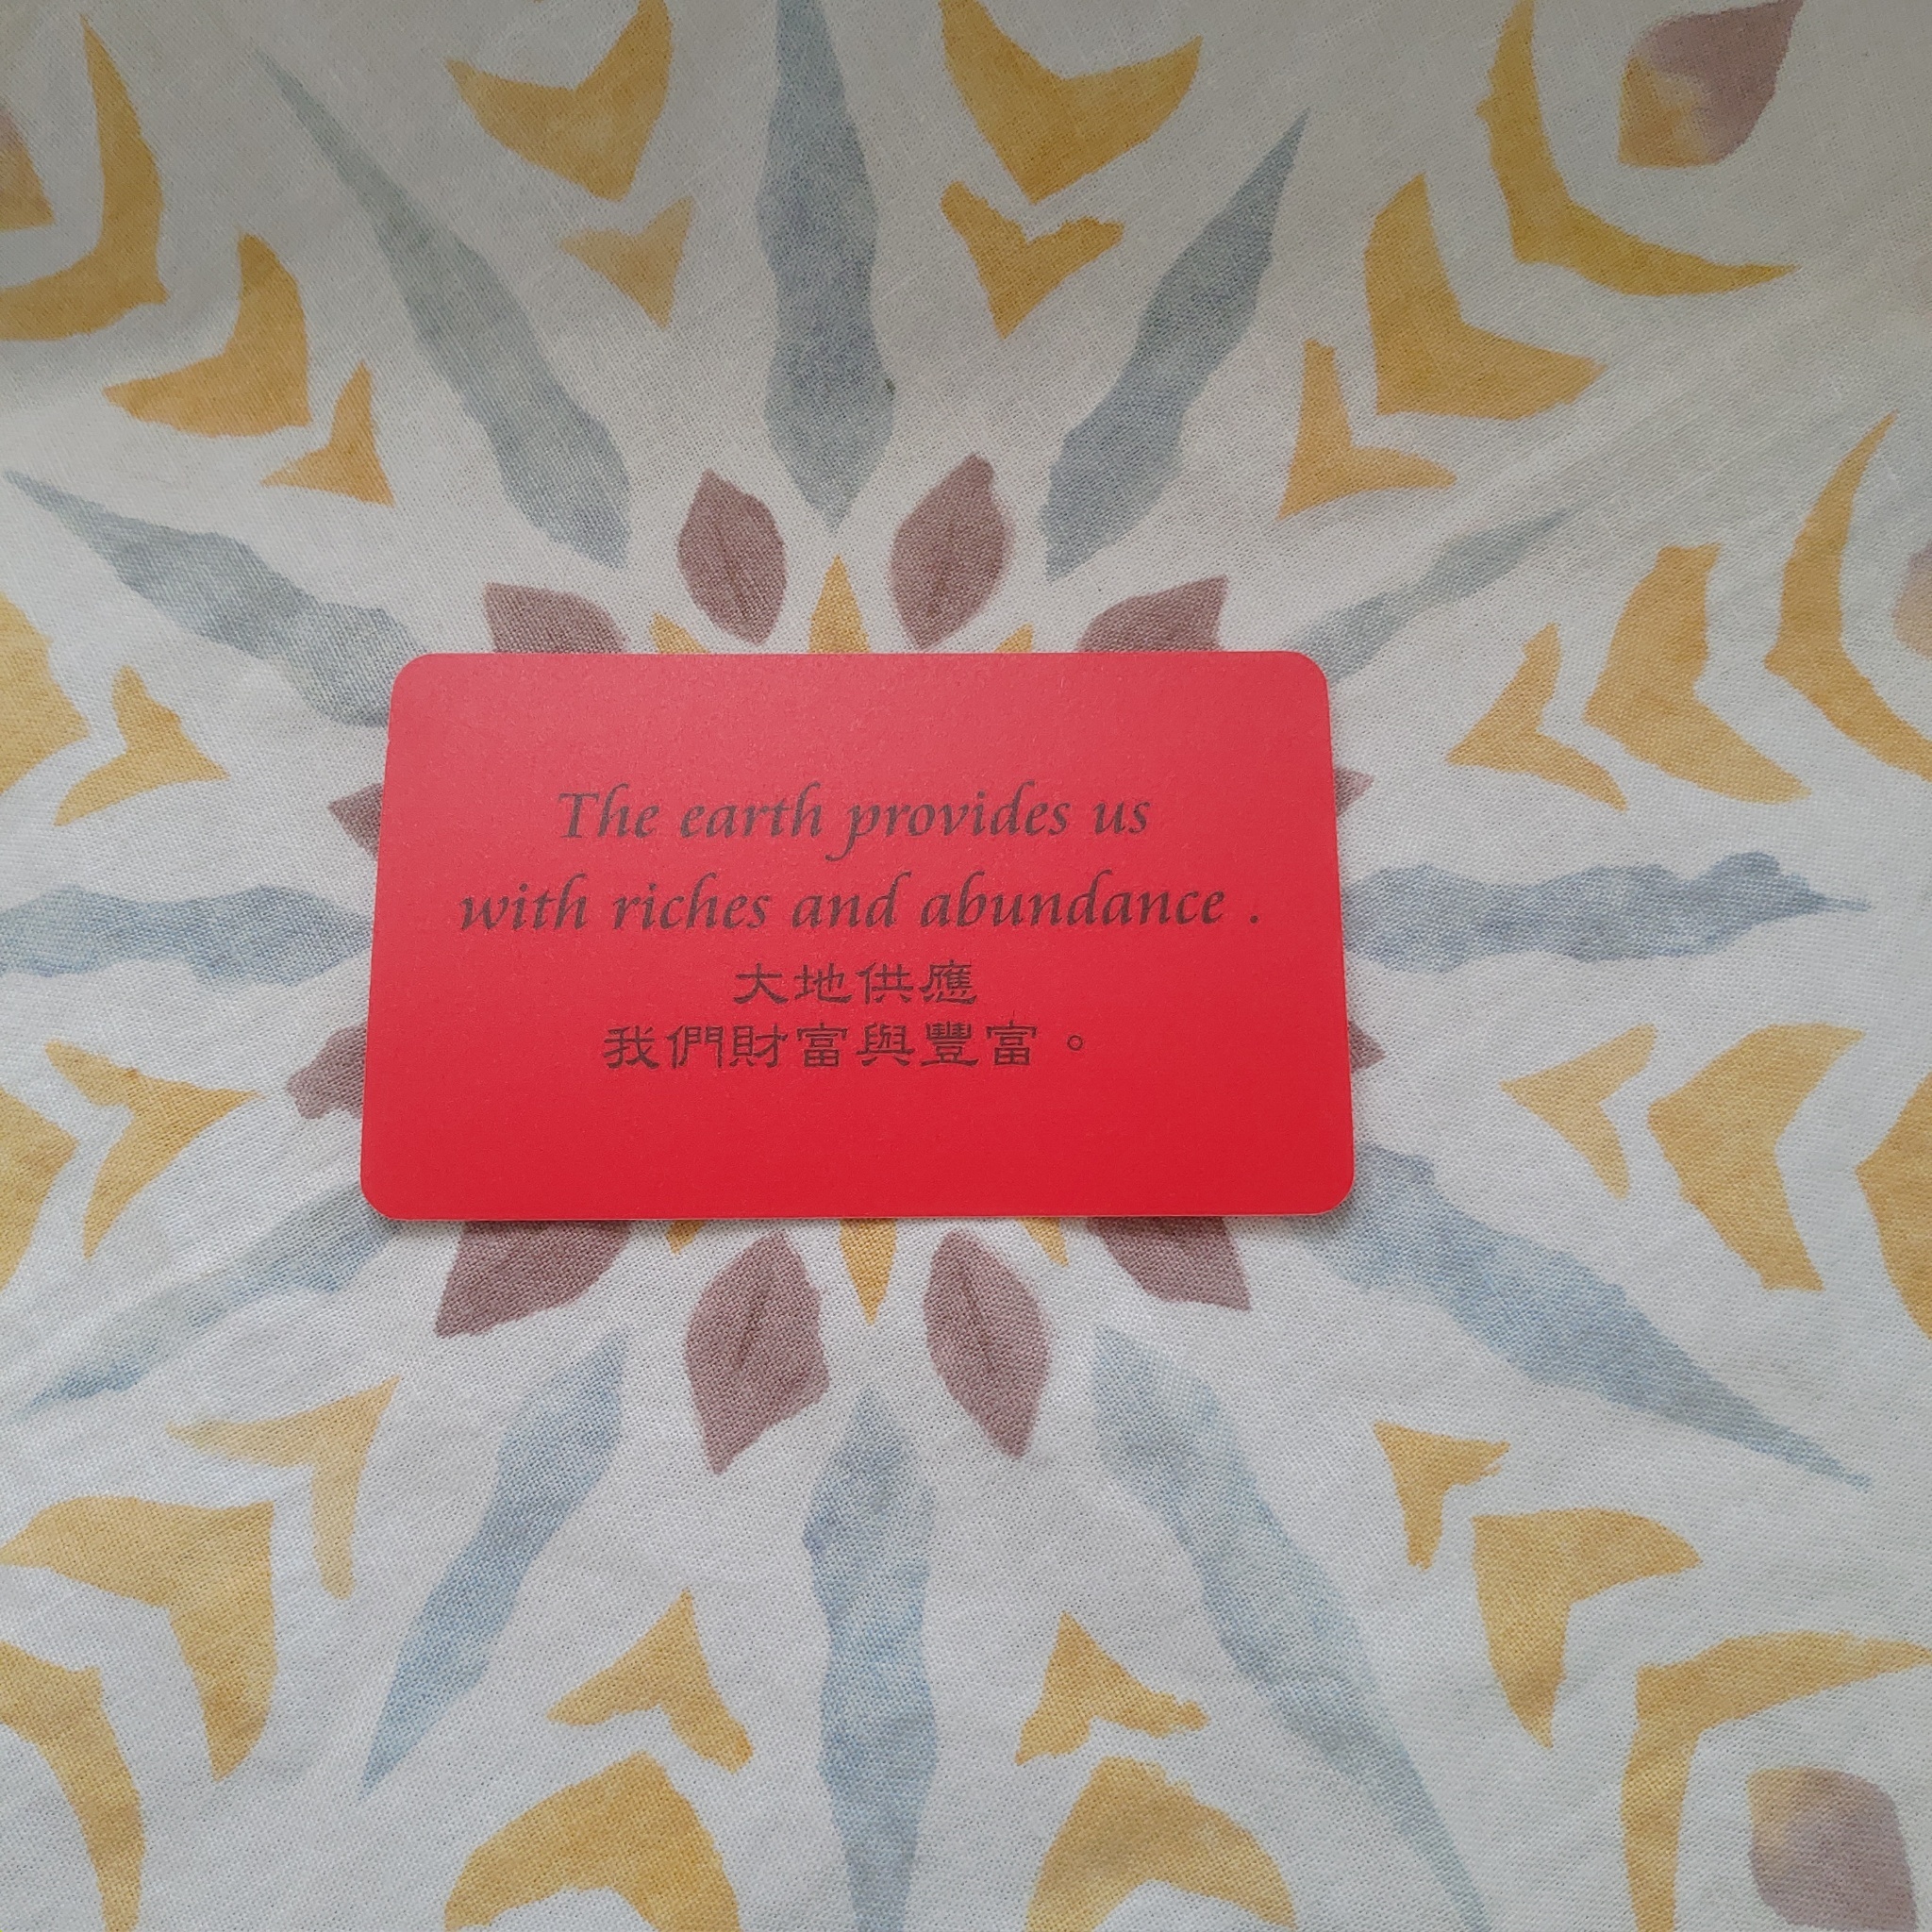 The earth provides us
with riches and abundance .
大地供應
我們財富與豐富。